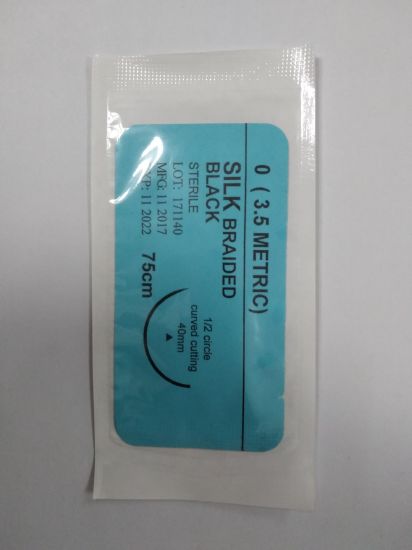 0 ( 3.5 METRIC)
SILK BRAIDED
BLACK
STERILE
LOT: 171140
MFG: 11 2017
XP: 11 2022
75cm
1/2 circle
curved cutting
40mm